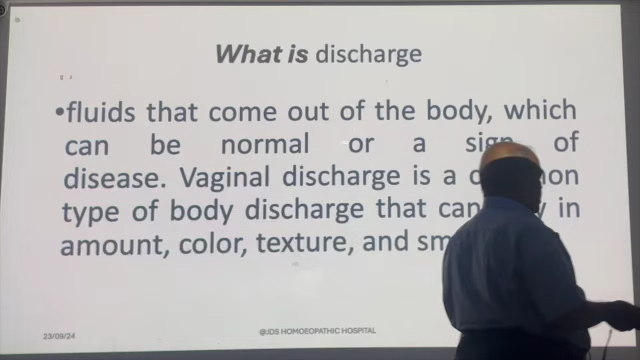 What is discharge
•fluids that come out of the body, which
can be normal or a sign of
disease. Vaginal discharge is a
type of body discharge that can in
amount, color, texture, and
23/09/24
@JDS HOMOEOPATHIC HOSPITAL